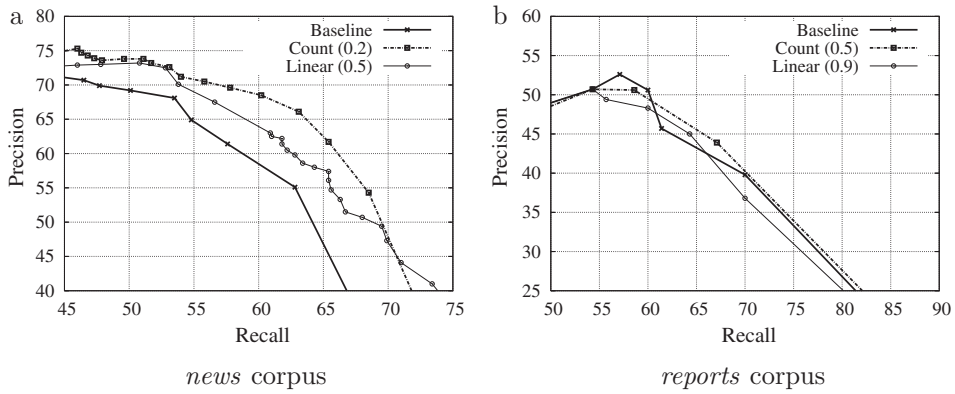 a
80
75
70
65
60
55
50
45
40
Precision
45 50 55 60 65 70 75
Recall
Baseline
Count (0.2)
Linear (0.5)
news corpus
b
60
55
50
45
40
35
30
25
Precision
50 55 60 65 70 75 80 85 90
Recall
Baseline
Count (0.5)
Linear (0.9)
reports corpus